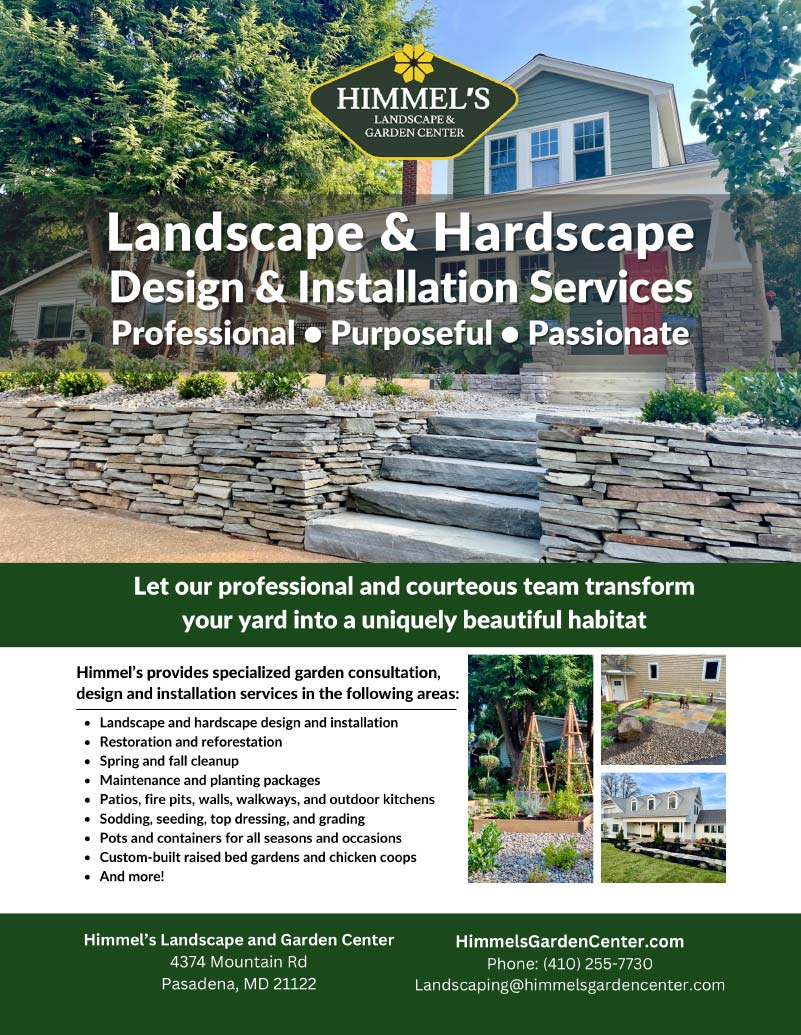 HIMMEL'S
LANDSCAPE &
GARDEN CENTER
Landscape & Hardscape
Design & Installation Services
Professional ● Purposeful ● Passionate
Let our professional and courteous team transform
your yard into a uniquely beautiful habitat
Himmel's provides specialized garden consultation,
design and installation services in the following areas:
• Landscape and hardscape design and installation
• Restoration and reforestation
• Spring and fall cleanup
• Maintenance and planting packages
• Patios, fire pits, walls, walkways, and outdoor kitchens
• Sodding, seeding, top dressing, and grading
• Pots and containers for all seasons and occasions
• Custom-built raised bed gardens and chicken coops
• And more!
Himmel's Landscape and Garden Center
4374 Mountain Rd
Pasadena, MD 21122
HimmelsGardenCenter.com
Phone: (410) 255-7730
Landscaping@himmelsgardencenter.com